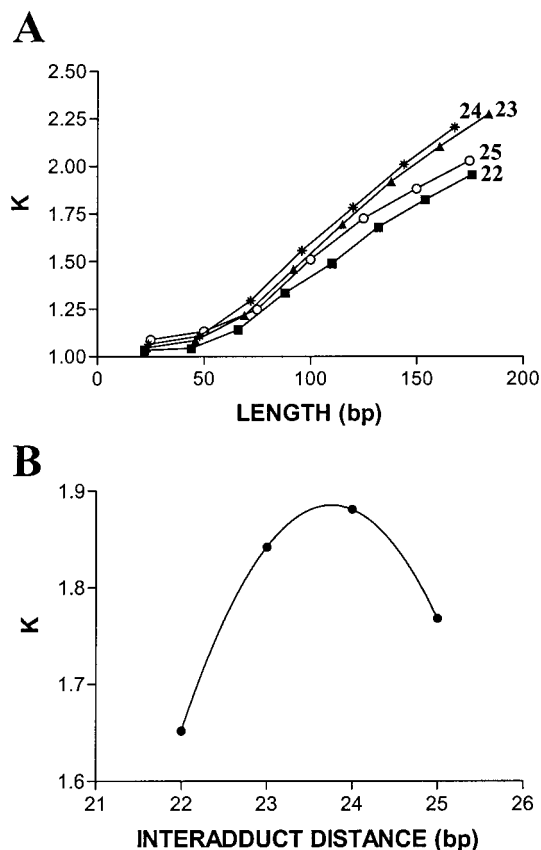 A
2.50
2.25
2.00
1.75
1.50
1.25
1.00
K
24 23
25
22
0 50 100 150 200
LENGTH (bp)
B
1.9
1.8
1.7
1.6
K
21 22 23 24 25 26
INTERADDUCT DISTANCE (bp)